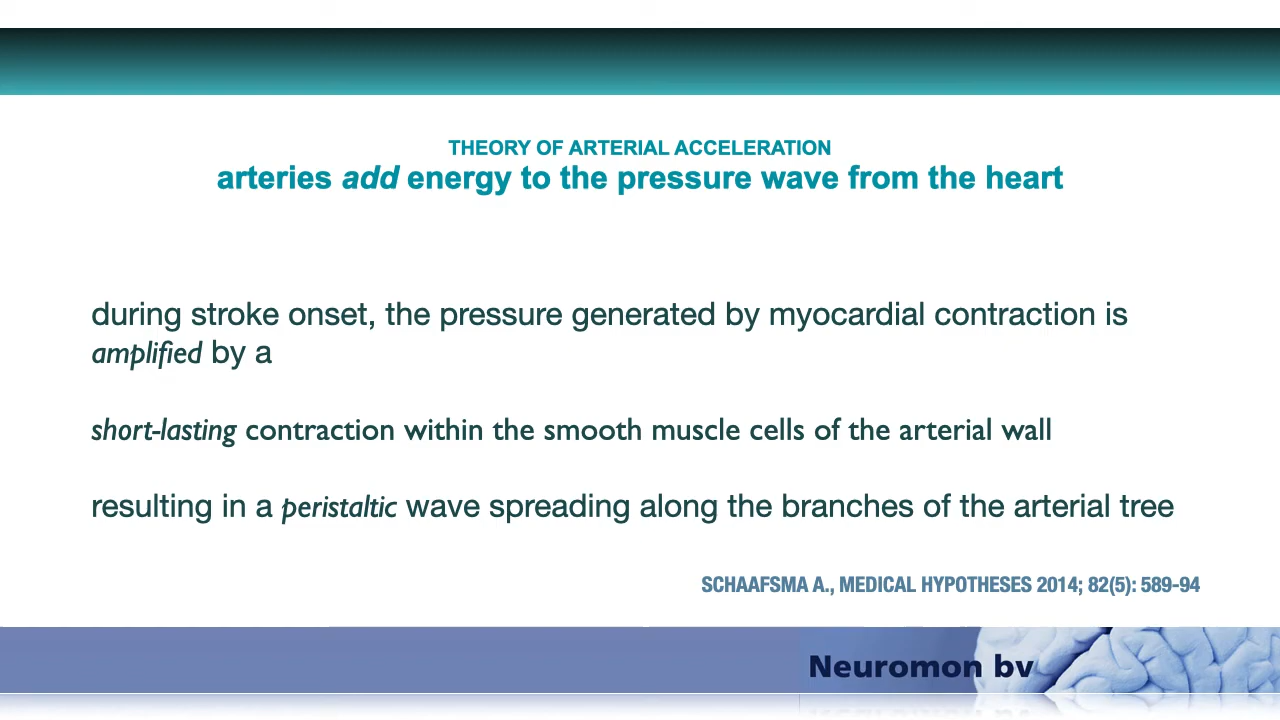 THEORY OF ARTERIAL ACCELERATION
arteries add energy to the pressure wave from the heart
during stroke onset, the pressure generated by myocardial contraction is
amplified by a
short-lasting contraction within the smooth muscle cells of the arterial wall
resulting in a peristaltic wave spreading along the branches of the arterial tree
SCHAAFSMA A., MEDICAL HYPOTHESES 2014; 82(5): 589-94
Neuromon bv